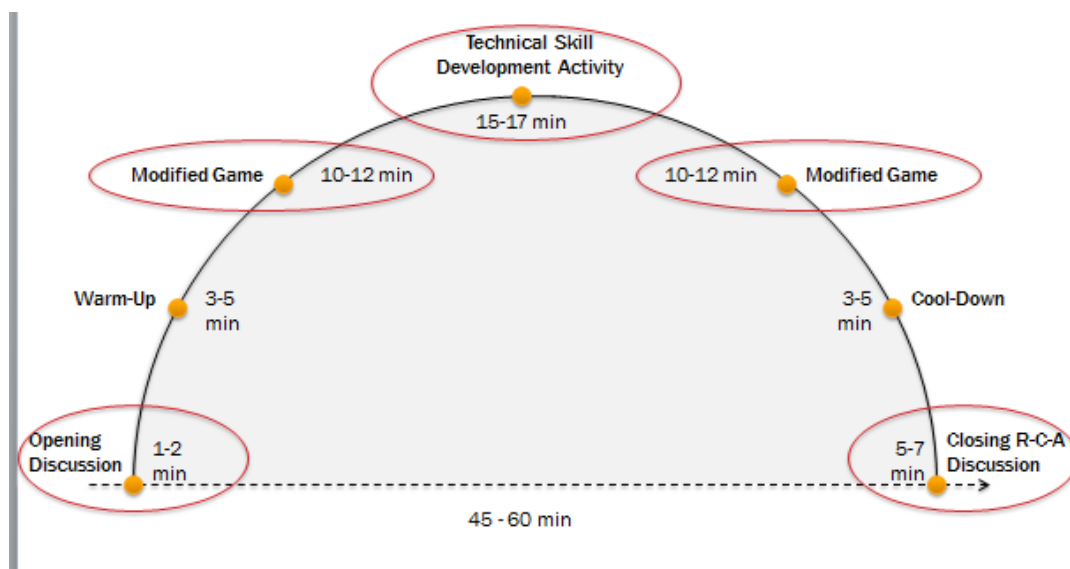 Technical Skill
Development Activity
15-17 min
Modified Game
10-12 min
10-12 min
Modified Game
Warm-Up
3-5
min
3-5
min
Cool-Down
Opening
Discussion
1-2
min
5-7
min
Closing R-C-A
Discussion
45 - 60 min